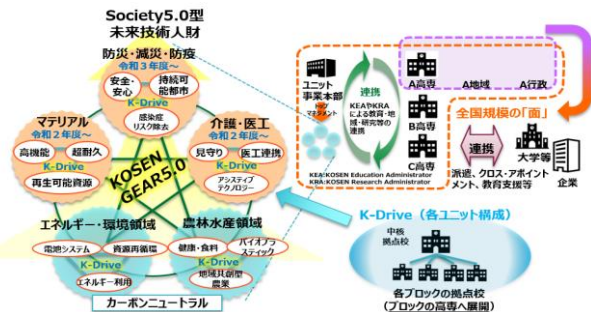 Society5.0型
未来技術人財
防災・減災・防疫
令和3年度~
安全・
安心
持続可
能都市
K-Drive
感染症
リスク除去
マテリアル
令和2年度~
高機能
超耐久
K-Drive
再生可能資源
介護・医工
令和2年度~
見守り
医工連携
K-Drive
アシスティブ
テクノロジー
KOSEN
GEAR5.0
エネルギー・環境領域
電池システム
資源再循環
K-Drive
エネルギー利用
農林水産領域
健康・食料
バイオプラ
スティック
K-Drive
地域共創型
農業
カーボンニュートラル
ユニット
事業本部
トップ
マネジメント
連携
KEAやKRA
による教育・地
域・研究等の
連携
KEA:KOSEN Education Administrator
KRA:KOSEN Research Administrator
A高専
A地域
A行政
B高専
C高専
全国規模の「面」
連携
大学等
企業
派遣、クロス・アポイント
メント、教育支援等
K-Drive(各ユニット構成)
中核
拠点校
各ブロックの拠点校
(ブロックの高専へ展開)